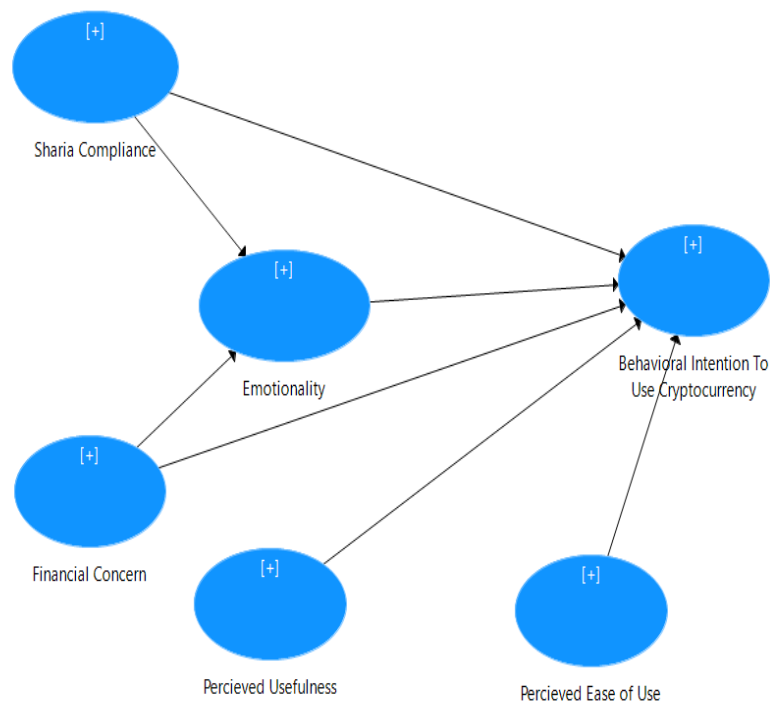 [+]
Sharia Compliance
[+]
Behavioral Intention To
Use Cryptocurrency
[+]
Emotionality
[+]
Financial Concern
[+]
Percieved Usefulness
[+]
Percieved Ease of Use